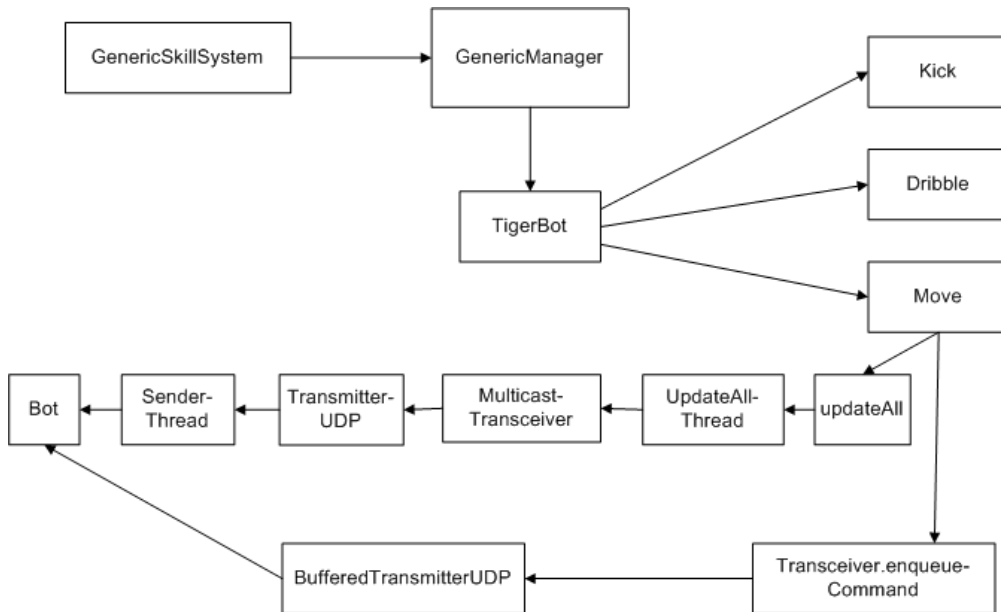 GenericSkillSystem
GenericManager
Kick
Dribble
TigerBot
Move
Bot
Sender-
Thread
Transmitter-
UDP
Multicast-
Transceiver
UpdateAll-
Thread
updateAll
BufferedTransmitterUDP
Transceiver.enqueue-
Command